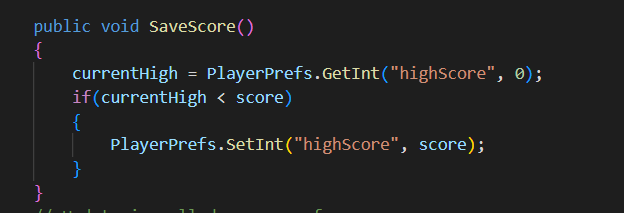 public void SaveScore()
{
currentHigh = PlayerPrefs.GetInt("highScore", 0);
if(currentHigh < score)
{
PlayerPrefs.SetInt("highScore", score);
}
}